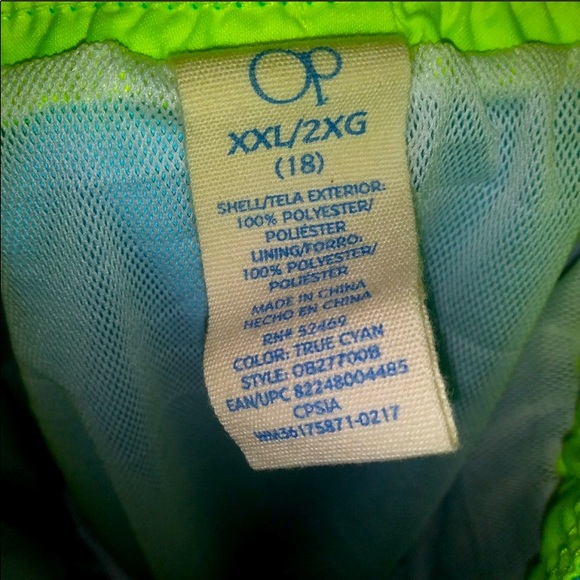 Op
XXL/2XG
(18)
SHELL/TELA EXTERIOR:
100% POLYESTER/
POLIÉSTER
LINING/FORRO:
100% POLYESTER/
POLIÉSTER
MADE IN CHINA
HECHO EN CHINA
RN# 52469
COLOR: TRUE CYAN
STYLE: OB27700B
EAN/UPC 82248004485
CPSIA
WM36175871-0217